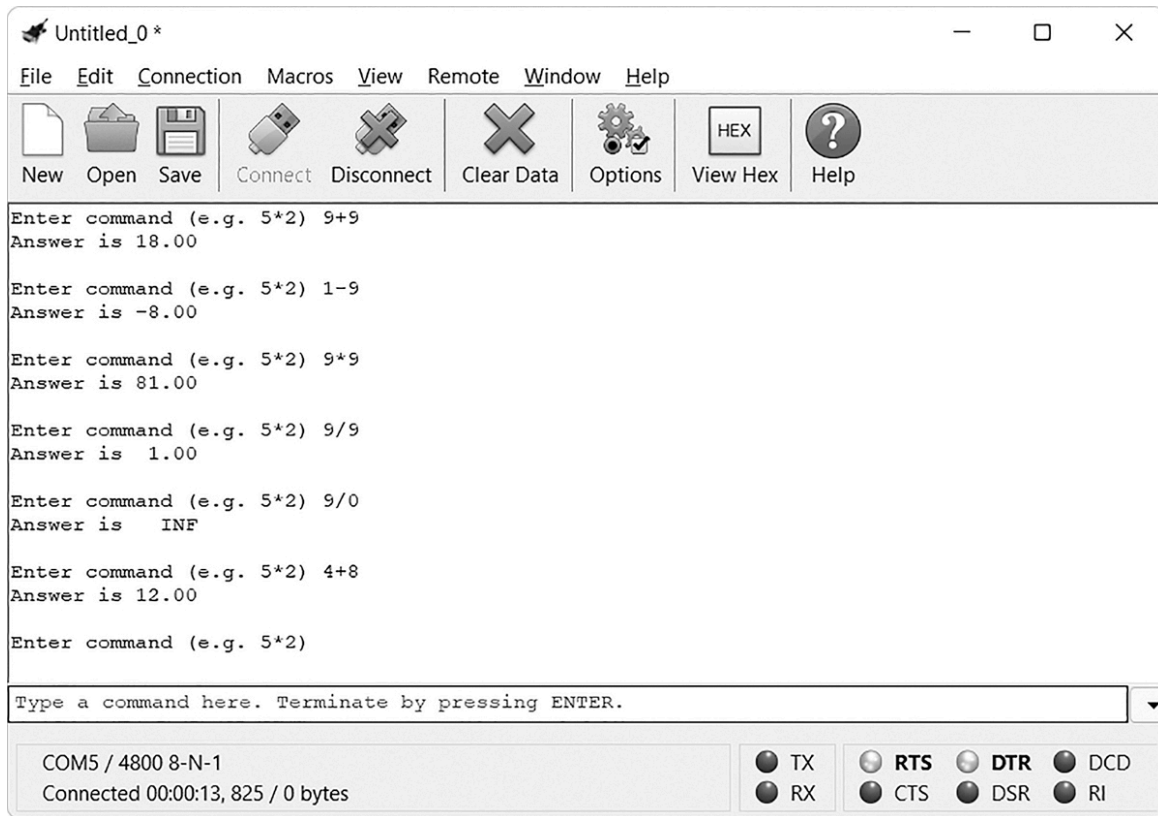 Untitled_0 *
File Edit Connection Macros View Remote Window Help
HEX ?
New Open Save Connect Disconnect Clear Data Options View Hex Help
Enter command (e.g. 5*2) 9+9
Answer is 18.00
Enter command (e.g. 5*2) 1-9
Answer is -8.00
Enter command (e.g. 5*2) 9*9
Answer is 81.00
Enter command (e.g. 5*2) 9/9
Answer is  1.00
Enter command (e.g. 5*2) 9/0
Answer is   INF
Enter command (e.g. 5*2) 4+8
Answer is 12.00
Enter command (e.g. 5*2)
Type a command here. Terminate by pressing ENTER.
COM5 / 4800 8-N-1
Connected 00:00:13, 825 / 0 bytes
TX RTS DTR DCD
RX CTS DSR RI